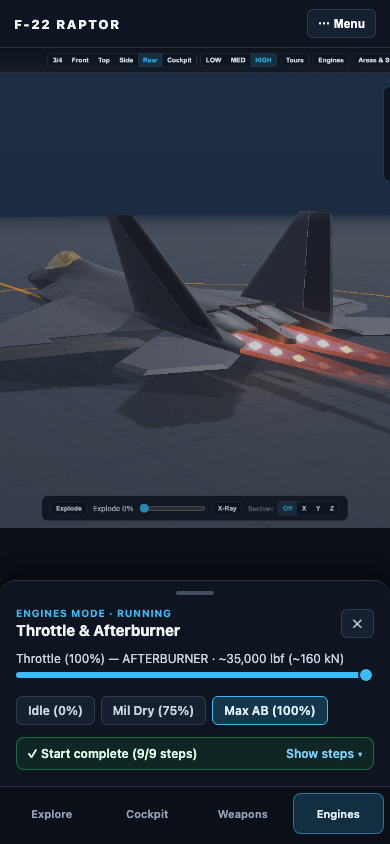 F-22 RAPTOR
··· Menu
3/4 Front Top Side Rear Cockpit LOW MED HIGH Tours Engines Areas & S
Explode Explode 0% X-Ray Section: Off X Y Z
ENGINES MODE · RUNNING
Throttle & Afterburner
✕
Throttle (100%) — AFTERBURNER · ~35,000 lbf (~160 kN)
Idle (0%) Mil Dry (75%) Max AB (100%)
✓ Start complete (9/9 steps) Show steps ▾
Explore Cockpit Weapons Engines